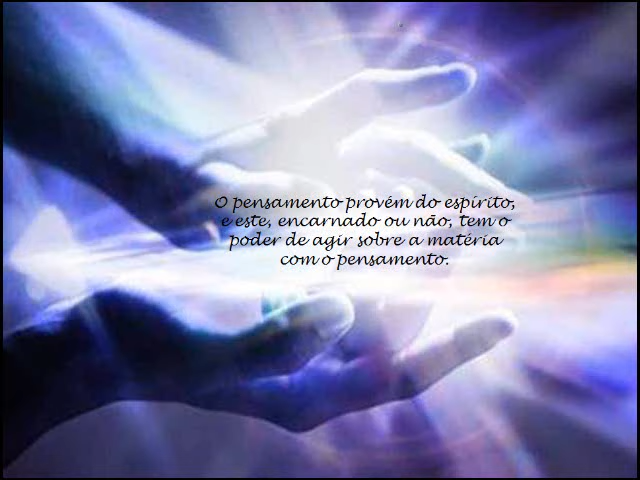 O pensamento provém do espírito,
e este, encarnado ou não, tem o
poder de agir sobre a matéria
com o pensamento.